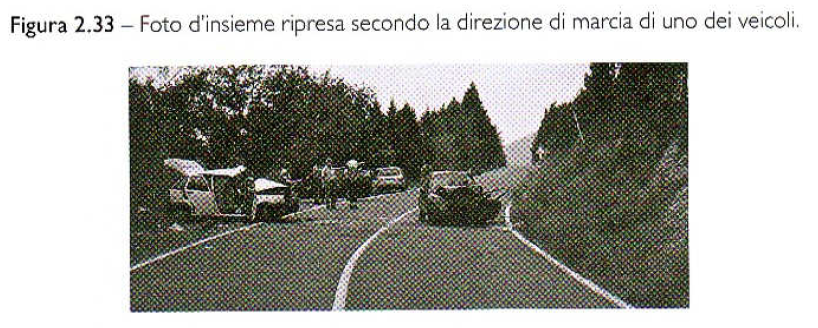 Figura 2.33 – Foto d'insieme ripresa secondo la direzione di marcia di uno dei veicoli.